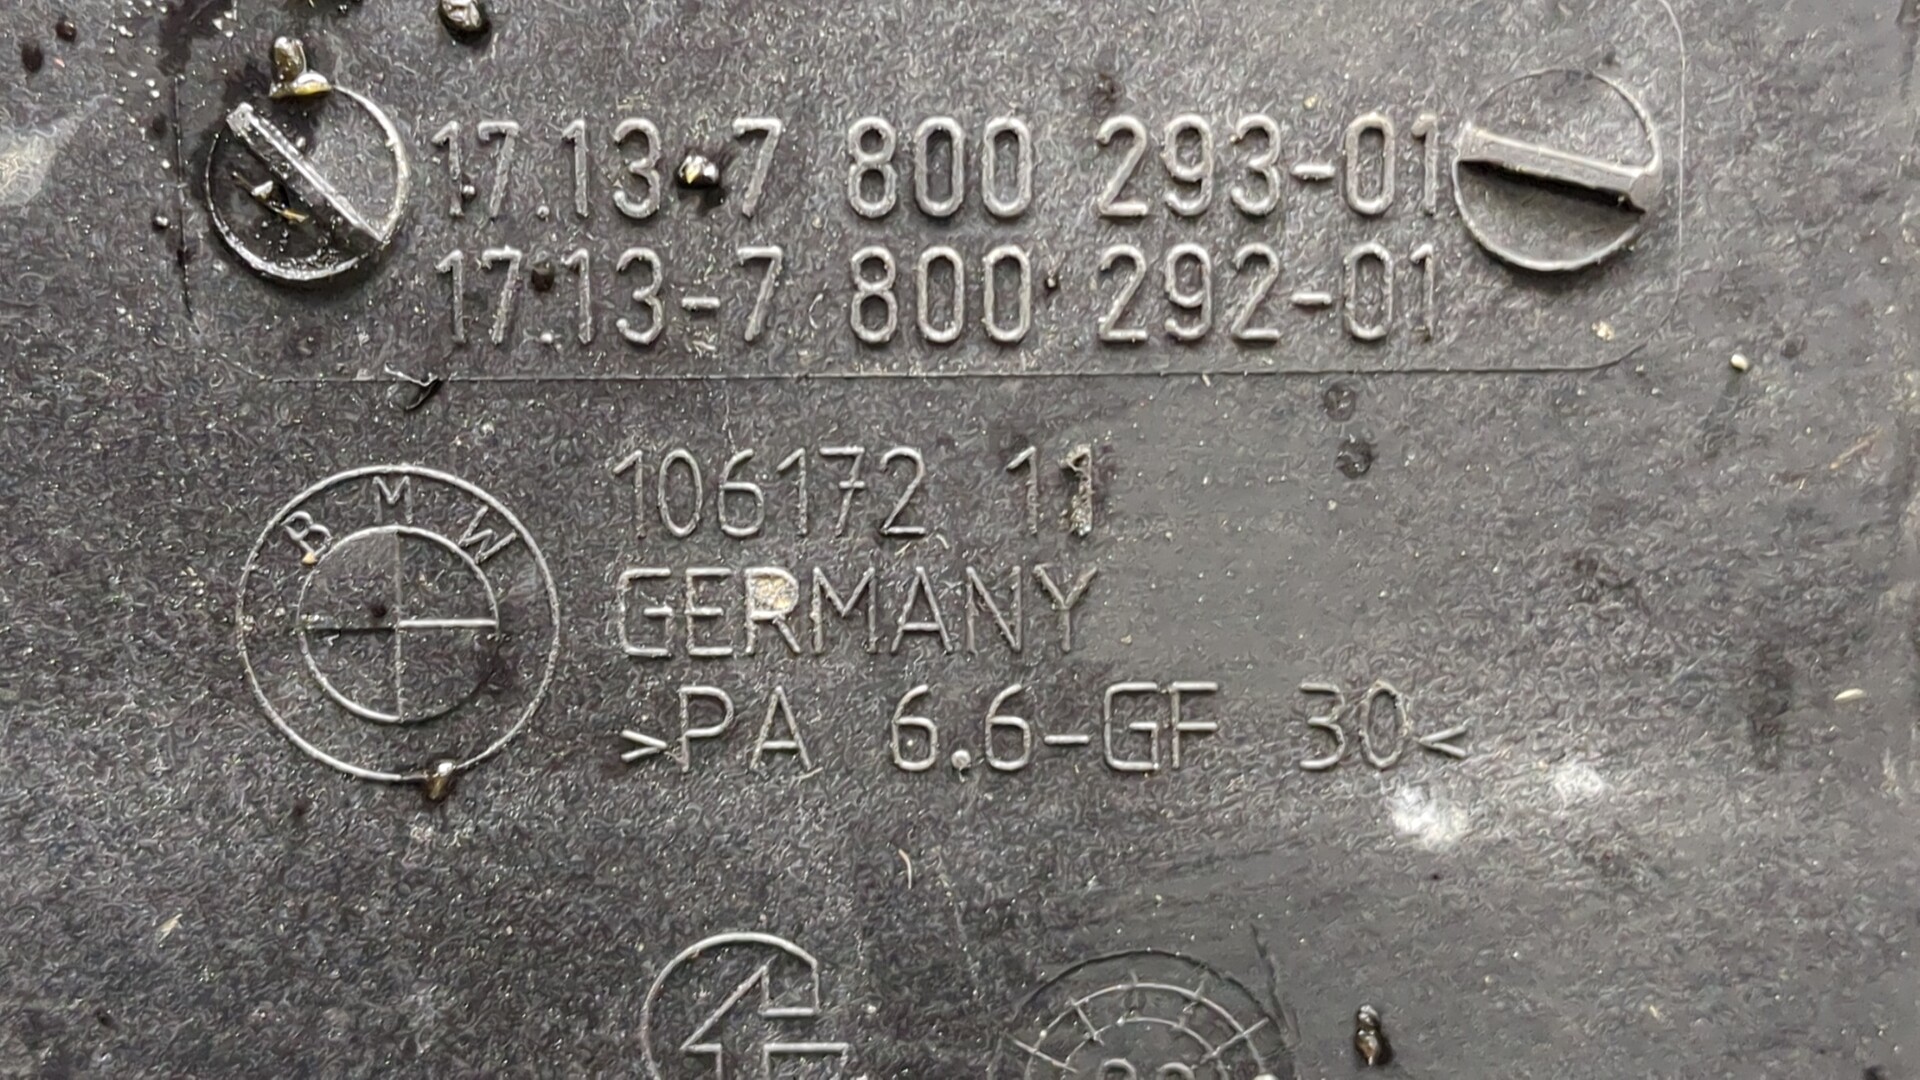 17.13-7 800 293-01
17.13-7 800 292-01
BMW
106172 11
GERMANY
>PA 6.6-GF 30<